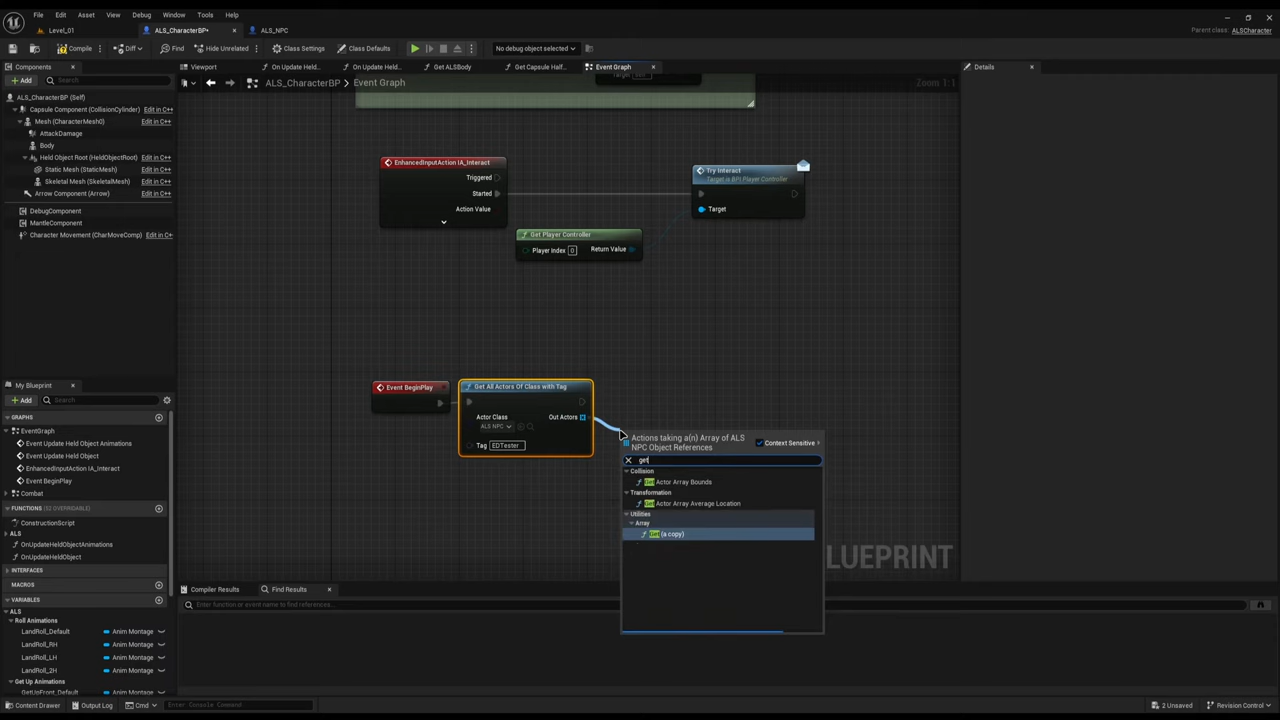 File Edit Asset View Debug Window Tools Help
Level_01 ALS_CharacterBP• ALS_NPC
Parent class: ALSCharacter
Compile Diff Find Hide Unrelated Class Settings Class Defaults No debug object selected
Components
Add Search
ALS_CharacterBP (Self)
Capsule Component (CollisionCylinder) Edit in C++
Mesh (CharacterMesh0) Edit in C++
AttackDamage
Body
Held Object Root (HeldObjectRoot) Edit in C++
Static Mesh (StaticMesh) Edit in C++
Skeletal Mesh (SkeletalMesh) Edit in C++
Arrow Component (Arrow) Edit in C++
DebugComponent
MantleComponent
Character Movement (CharMoveComp) Edit in C++
My Blueprint
Add Search
GRAPHS
EventGraph
Event Update Held Object Animations
Event Update Held Object
EnhancedInputAction IA_Interact
Event BeginPlay
Combat
FUNCTIONS (52 OVERRIDABLE)
ConstructionScript
ALS
OnUpdateHeldObjectAnimations
OnUpdateHeldObject
INTERFACES
MACROS
VARIABLES
ALS
Roll Animations
LandRoll_Default Anim Montage
LandRoll_RH Anim Montage
LandRoll_LH Anim Montage
LandRoll_2H Anim Montage
Get Up Animations
GetUpFront_Default Anim Montage
Viewport On Update Held... On Update Held... Get ALSBody Get Capsule Half... Event Graph
ALS_CharacterBP > Event Graph Zoom 1:1
Target self
EnhancedInputAction IA_Interact
Triggered
Started
Action Value
Try Interact
Target is BPI Player Controller
Target
Get Player Controller
Player Index 0 Return Value
Event BeginPlay
Get All Actors Of Class with Tag
Actor Class Out Actors
ALS NPC
Tag EDTester
Actions taking a(n) Array of ALS
NPC Object References
Context Sensitive
get
Collision
Get Actor Array Bounds
Transformation
Get Actor Array Average Location
Utilities
Array
Get (a copy)
BLUEPRINT
Details
Compiler Results Find Results
Enter function or event name to find references...
Content Drawer Output Log Cmd Enter Console Command 2 Unsaved Revision Control